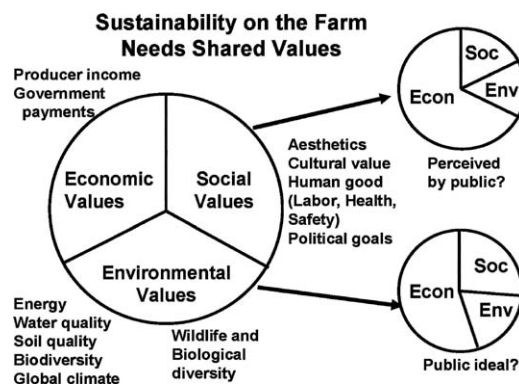 Sustainability on the Farm
Needs Shared Values
Producer income
Government
payments
Economic
Values
Social
Values
Environmental
Values
Aesthetics
Cultural value
Human good
(Labor, Health,
Safety)
Political goals
Energy
Water quality
Soil quality
Biodiversity
Global climate
Wildlife and
Biological
diversity
Soc
Econ
Env
Perceived
by public?
Soc
Econ
Env
Public ideal?